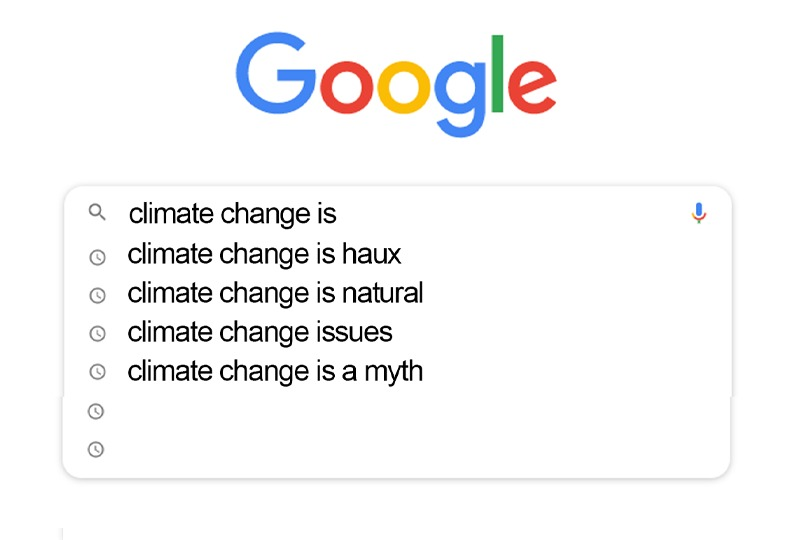 Google
climate change is
climate change is haux
climate change is natural
climate change issues
climate change is a myth